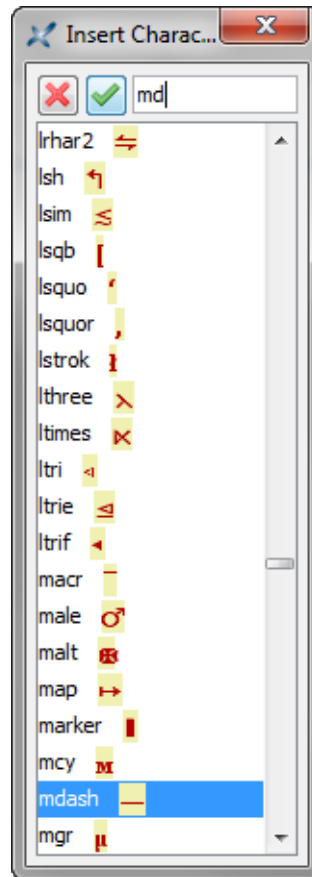 Insert Charac...
md
lrhar2 ⇋
lsh ↰
lsim ≲
lsqb [
lsquo ‘
lsquor ‚
lstrok ł
lthree ⋋
ltimes ⋉
ltri ◃
ltrie ⊴
ltrif ◂
macr ¯
male ♂
malt ✠
map ↦
marker ▮
mcy м
mdash —
mgr μ